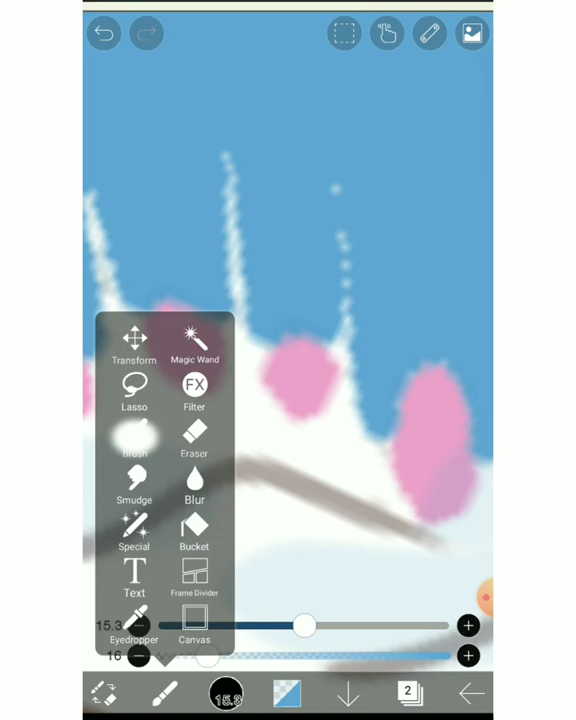 Transform Magic Wand
Lasso FX Filter
Brush Eraser
Smudge Blur
Special Bucket
T Text Frame Divider
15.3
Eyedropper Canvas
16
15.3 2